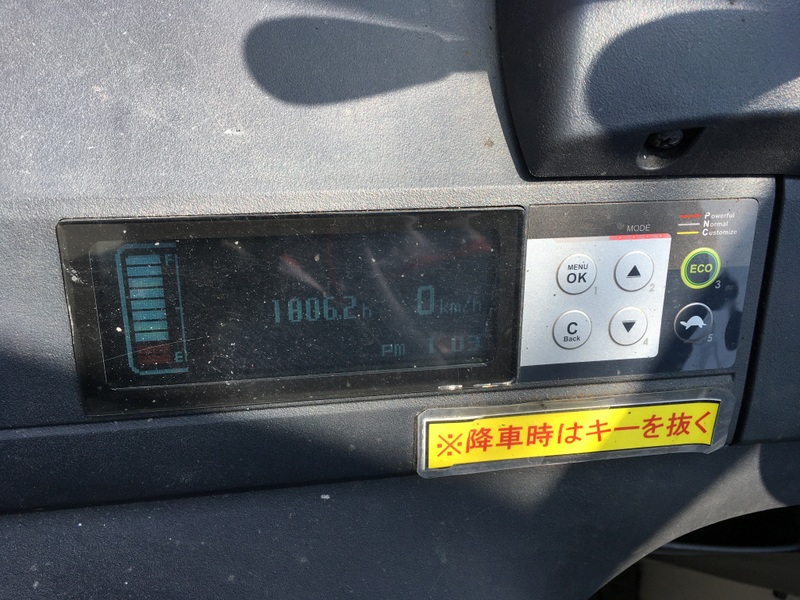 F
E
1806.2h
0km/h
PM 1:03
MODE
Powerful
Normal
Customize
MENU
OK
1
▲
2
ECO
3
C
Back
▼
4
5
※降車時はキーを抜く